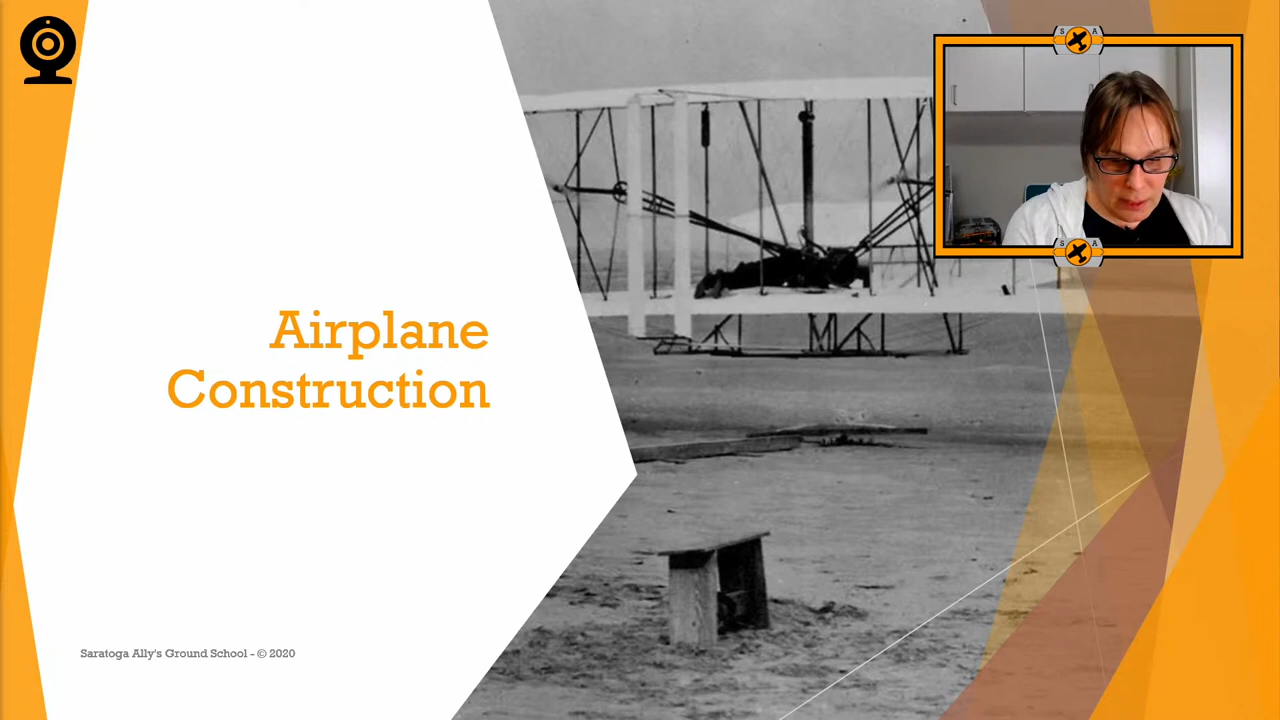 S A
Airplane
Construction
S A
Saratoga Ally's Ground School - © 2020